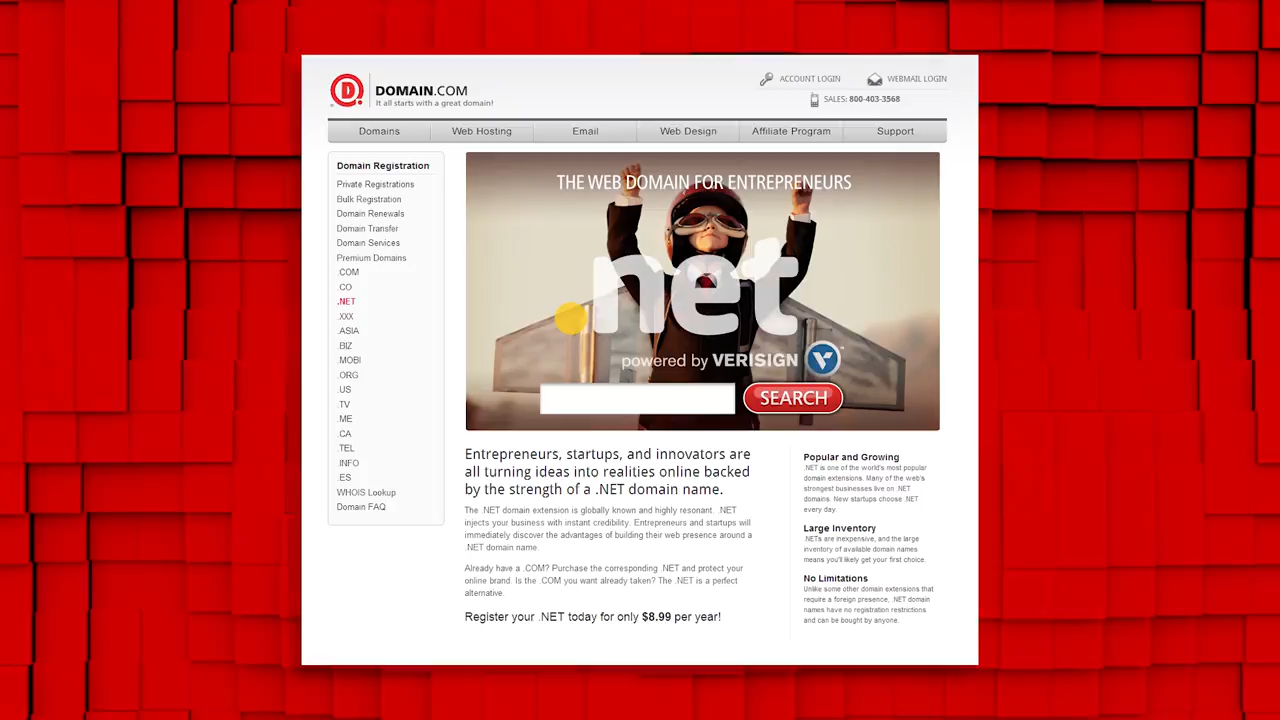 D
DOMAIN.COM
It all starts with a great domain!
ACCOUNT LOGIN
WEBMAIL LOGIN
SALES: 800-403-3568
Domains
Web Hosting
Email
Web Design
Affiliate Program
Support
Domain Registration
Private Registrations
Bulk Registration
Domain Renewals
Domain Transfer
Domain Services
Premium Domains
.COM
.CO
.NET
.XXX
.ASIA
.BIZ
.MOBI
.ORG
.US
.TV
.ME
.CA
.TEL
.INFO
.ES
WHOIS Lookup
Domain FAQ
THE WEB DOMAIN FOR ENTREPRENEURS
.net
powered by VERISIGN
SEARCH
Entrepreneurs, startups, and innovators are
all turning ideas into realities online backed
by the strength of a .NET domain name.
The .NET domain extension is globally known and highly resonant. .NET
injects your business with instant credibility. Entrepreneurs and startups will
immediately discover the advantages of building their web presence around a
.NET domain name.
Already have a .COM? Purchase the corresponding .NET and protect your
online brand. Is the .COM you want already taken? The .NET is a perfect
alternative.
Register your .NET today for only $8.99 per year!
Popular and Growing
.NET is one of the world's most popular
domain extensions. Many of the web's
strongest businesses live on .NET
domains. New startups choose .NET
every day.
Large Inventory
.NETs are inexpensive, and the large
inventory of available domain names
means you'll likely get your first choice.
No Limitations
Unlike some other domain extensions that
require a foreign presence, .NET domain
names have no registration restrictions
and can be bought by anyone.